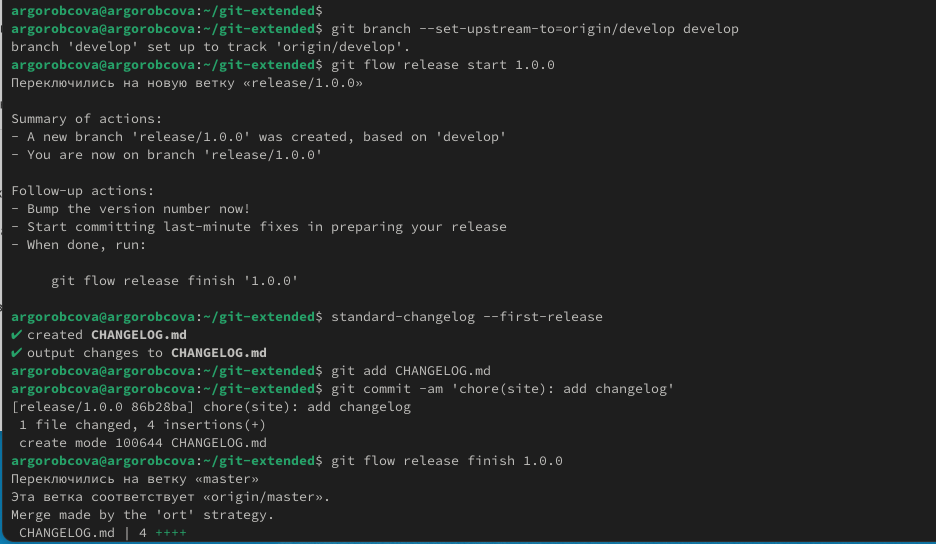 argorobcova@argorobcova:~/git-extended$
argorobcova@argorobcova:~/git-extended$ git branch --set-upstream-to=origin/develop develop
branch 'develop' set up to track 'origin/develop'.
argorobcova@argorobcova:~/git-extended$ git flow release start 1.0.0
Переключились на новую ветку «release/1.0.0»
Summary of actions:
- A new branch 'release/1.0.0' was created, based on 'develop'
- You are now on branch 'release/1.0.0'
Follow-up actions:
- Bump the version number now!
- Start committing last-minute fixes in preparing your release
- When done, run:
git flow release finish '1.0.0'
argorobcova@argorobcova:~/git-extended$ standard-changelog --first-release
✔ created CHANGELOG.md
✔ output changes to CHANGELOG.md
argorobcova@argorobcova:~/git-extended$ git add CHANGELOG.md
argorobcova@argorobcova:~/git-extended$ git commit -am 'chore(site): add changelog'
[release/1.0.0 86b28ba] chore(site): add changelog
1 file changed, 4 insertions(+)
create mode 100644 CHANGELOG.md
argorobcova@argorobcova:~/git-extended$ git flow release finish 1.0.0
Переключились на ветку «master»
Эта ветка соответствует «origin/master».
Merge made by the 'ort' strategy.
CHANGELOG.md | 4 ++++